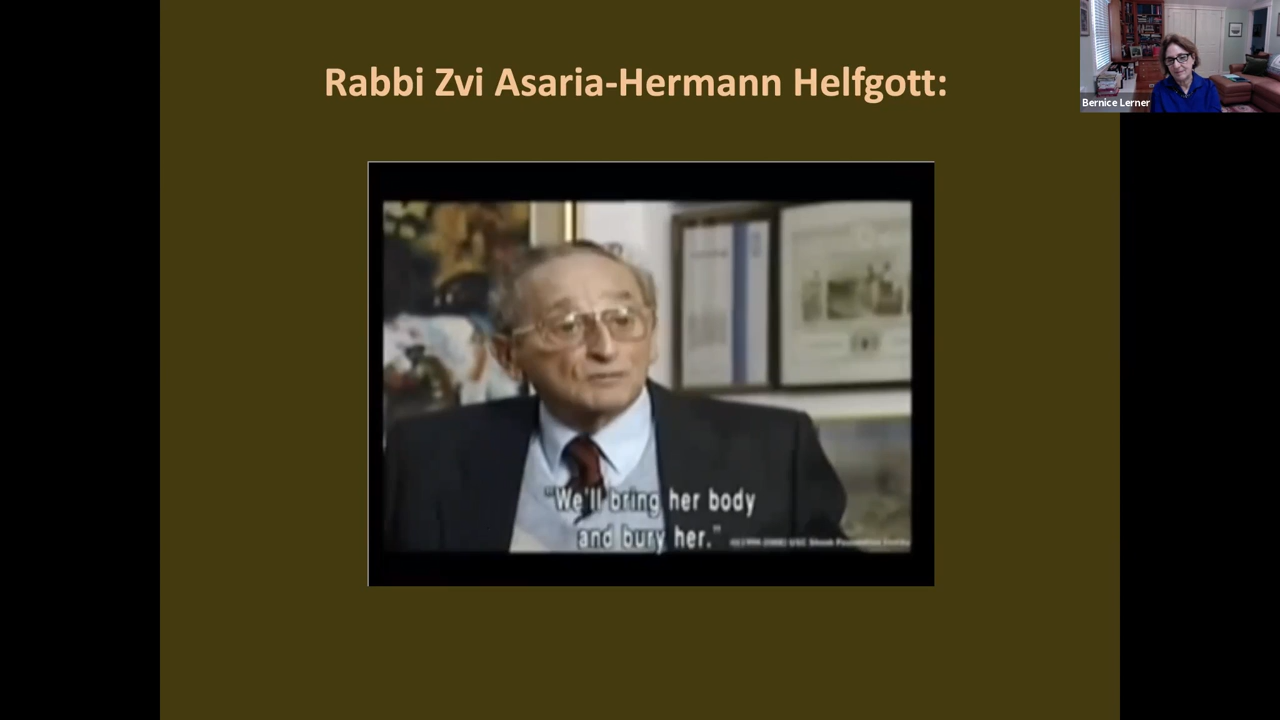 Rabbi Zvi Asaria-Hermann Helfgott:
Bernice Lerner
"We'll bring her body
and bury her."